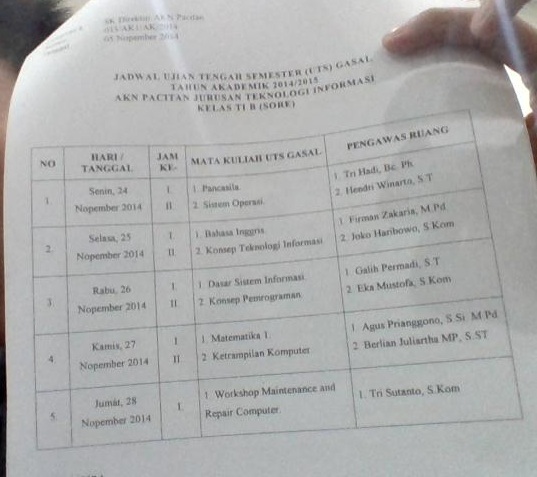 SK Direktur AKN Pacitan
05 Nopember 2014
JADWAL UJIAN TENGAH SEMESTER (UTS) GASAL
TAHUN AKADEMIK 2014/2015
AKN PACITAN JURUSAN TEKNOLOGI INFORMASI
KELAS TI B (SORE)
NO HARI / TANGGAL JAM KE- MATA KULIAH UTS GASAL PENGAWAS RUANG
1. Senin, 24 I. 1. Pancasila. 1. Tri Hadi, Bc. Ph.
Nopember 2014 II. 2. Sistem Operasi. 2. Hendri Winarto, S.T
2. Selasa, 25 I. 1. Bahasa Inggris. 1. Firman Zakaria, M.Pd
Nopember 2014 II. 2. Konsep Teknologi Informasi 2. Joko Haribowo, S.Kom
3. Rabu, 26 I. 1. Dasar Sistem Informasi. 1. Galih Permadi, S.T
Nopember 2014 II. 2. Konsep Pemrograman. 2. Eka Mustofa, S.Kom
4. Kamis, 27 I 1. Matematika 1. 1. Agus Prianggono, S.Si. M.Pd
Nopember 2014 II. 2. Ketrampilan Komputer 2. Berlian Juliartha MP, S.ST
5. Jumat, 28 I. 1. Workshop Maintenance and 1. Tri Sutanto, S.Kom
Nopember 2014 Repair Computer.